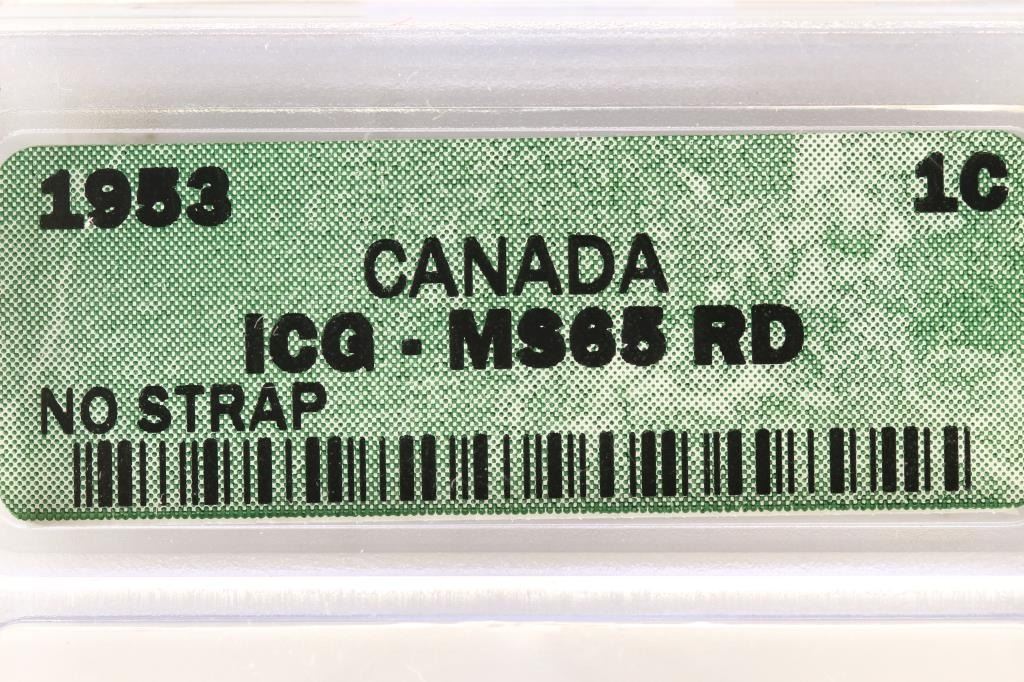 1953 1C
CANADA
ICG - MS65 RD
NO STRAP